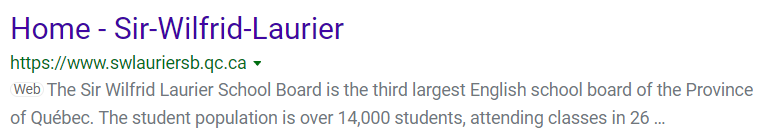 Home - Sir-Wilfrid-Laurier
https://www.swlauriersb.qc.ca
Web The Sir Wilfrid Laurier School Board is the third largest English school board of the Province
of Québec. The student population is over 14,000 students, attending classes in 26 ...